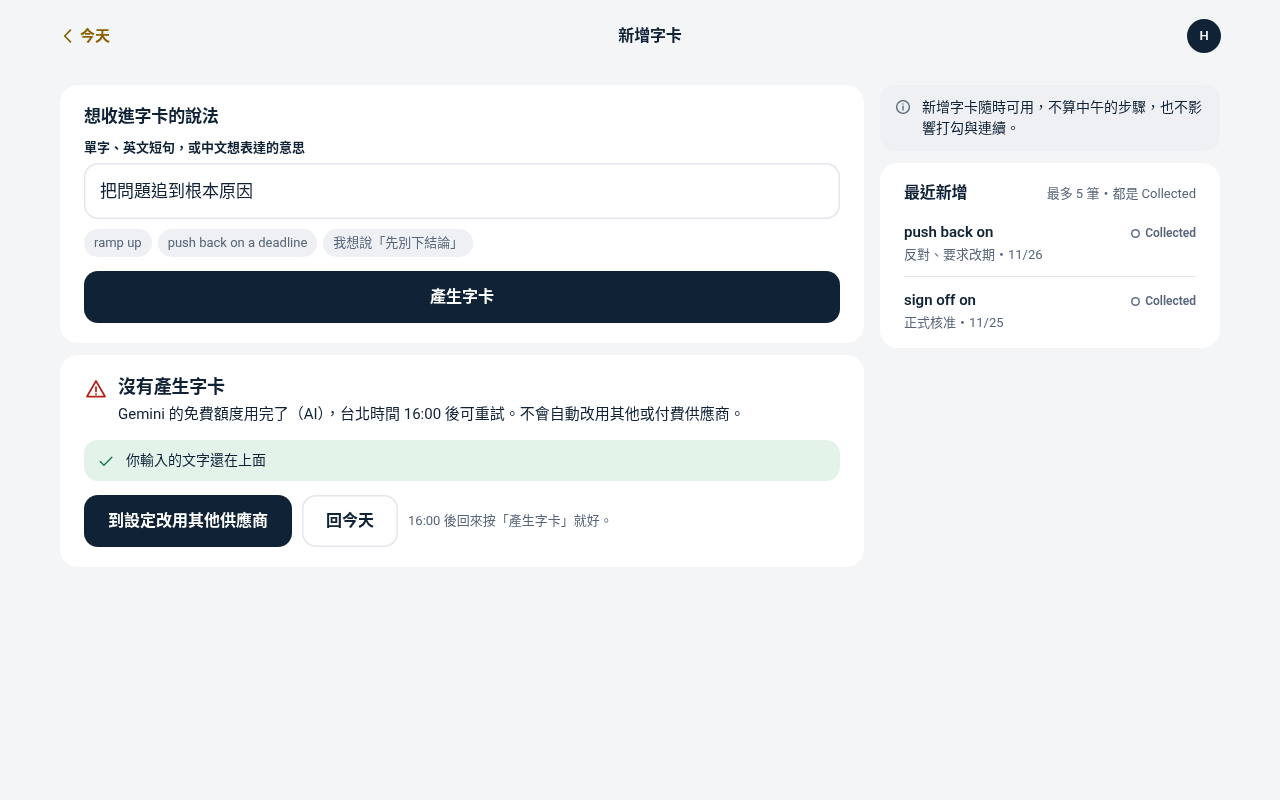 今天
新增字卡
H
想收進字卡的說法
單字、英文短句，或中文想表達的意思
把問題追到根本原因
ramp up
push back on a deadline
我想說「先別下結論」
產生字卡
沒有產生字卡
Gemini 的免費額度用完了（AI），台北時間 16:00 後可重試。不會自動改用其他或付費供應商。
你輸入的文字還在上面
到設定改用其他供應商
回今天
16:00 後回來按「產生字卡」就好。
新增字卡隨時可用，不算中午的步驟，也不影
響打勾與連續。
最近新增
最多 5 筆・都是 Collected
push back on
Collected
反對、要求改期・11/26
sign off on
Collected
正式核准・11/25